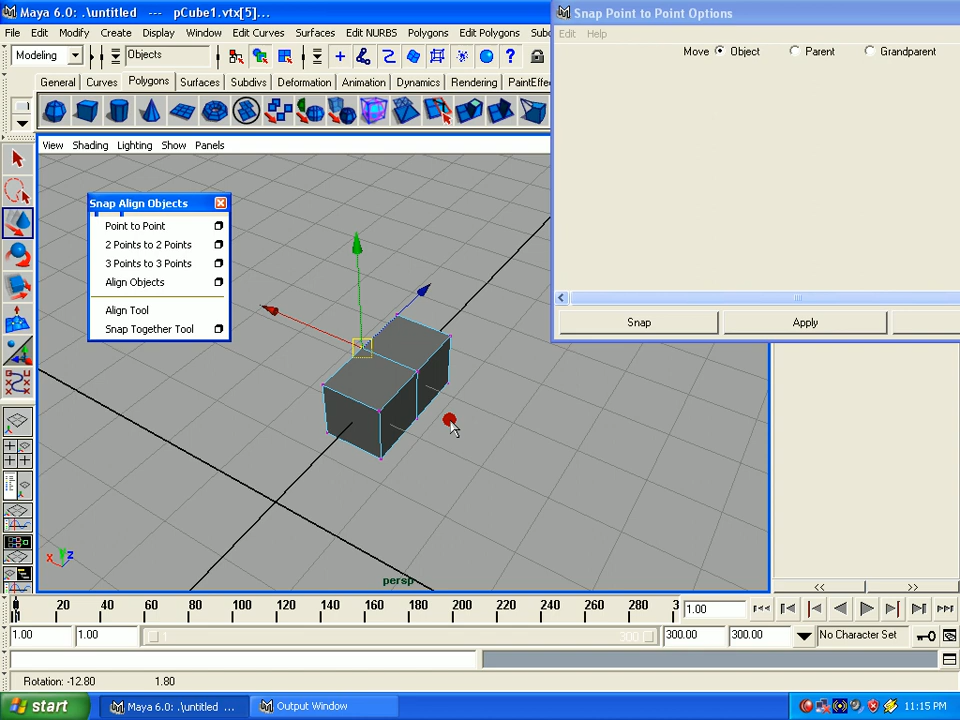 Maya 6.0: .\untitled --- pCube1.vtx[5]...
Snap Point to Point Options
File Edit Modify Create Display Window Edit Curves Surfaces Edit NURBS Polygons Edit Polygons Sub
Edit Help
Modeling Objects
Move Object Parent Grandparent
General Curves Polygons Surfaces Subdivs Deformation Animation Dynamics Rendering PaintEffe
View Shading Lighting Show Panels
Snap Align Objects
Point to Point
2 Points to 2 Points
3 Points to 3 Points
Align Objects
Align Tool
Snap Together Tool
Snap Apply
x Z
persp
<< >>
20 40 60 80 100 120 140 160 180 200 220 240 260 280 3 1.00
1.00 1.00 1 300 300.00 300.00 No Character Set
Rotation: -12.80 1.80
start Maya 6.0: .\untitled ... Output Window 11:15 PM